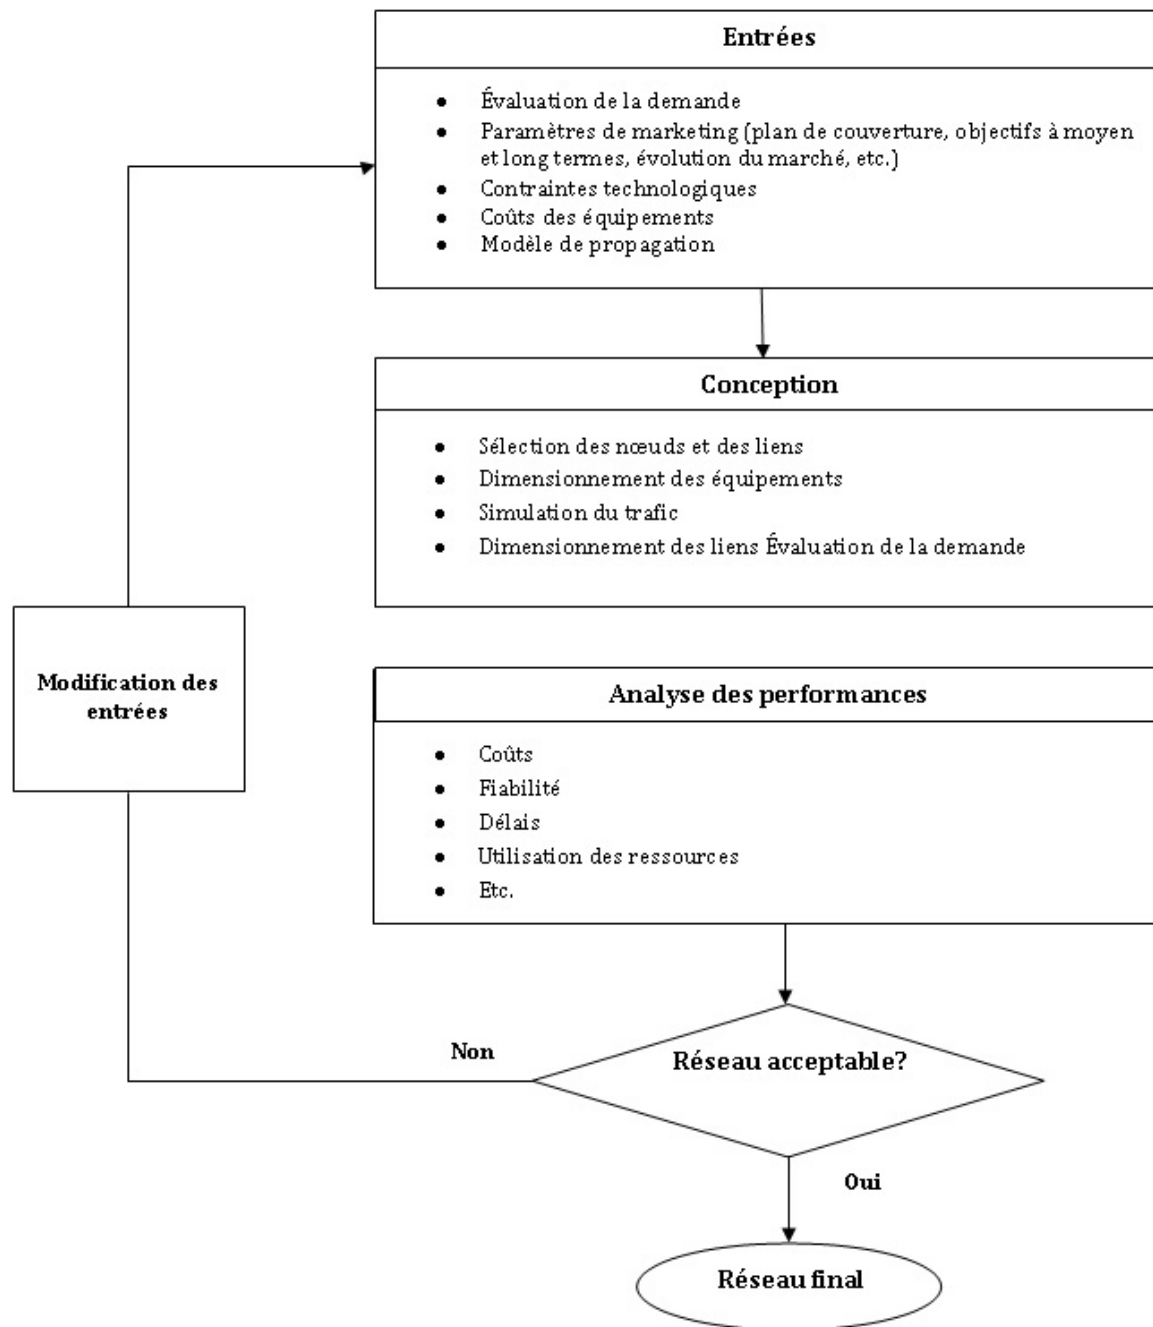 Entrées
• Évaluation de la demande
• Paramètres de marketing (plan de couverture, objectifs à moyen
et long termes, évolution du marché, etc.)
• Contraintes technologiques
• Coûts des équipements
• Modèle de propagation
Conception
• Sélection des nœuds et des liens
• Dimensionnement des équipements
• Simulation du trafic
• Dimensionnement des liens Évaluation de la demande
Modification des
entrées
Analyse des performances
• Coûts
• Fiabilité
• Délais
• Utilisation des ressources
• Etc.
Non
Réseau acceptable?
Oui
Réseau final